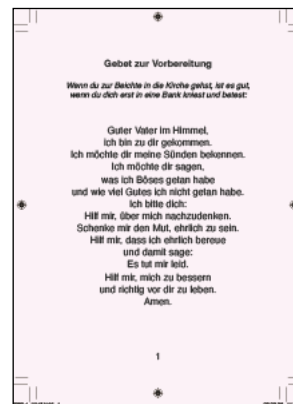 Gebet zur Vorbereitung
Wenn du zur Beichte in die Kirche gehst, ist es gut,
wenn du dich erst in eine Bank kniest und betest:
Guter Vater im Himmel,
ich bin zu dir gekommen.
Ich möchte dir meine Sünden bekennen.
Ich möchte dir sagen,
was ich Böses getan habe
und wie viel Gutes ich nicht getan habe.
Ich bitte dich:
Hilf mir, über mich nachzudenken.
Schenke mir den Mut, ehrlich zu sein.
Hilf mir, dass ich ehrlich bereue
und damit sage:
Es tut mir leid.
Hilf mir, mich zu bessern
und richtig vor dir zu leben.
Amen.
1